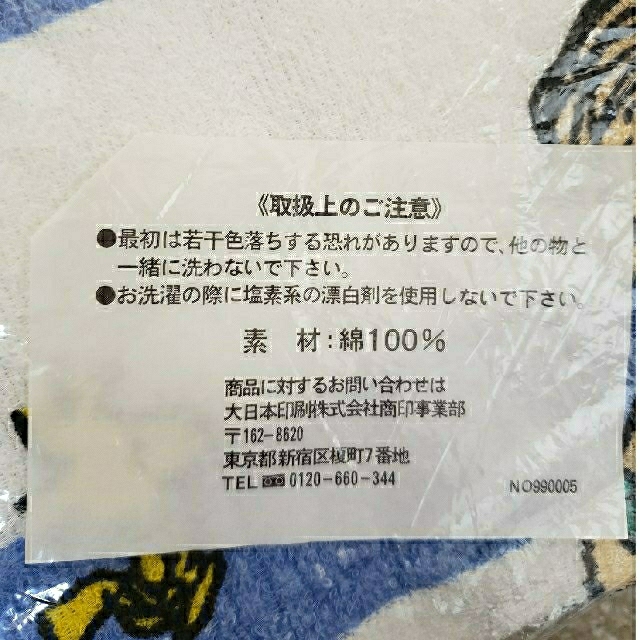 《取扱上のご注意》
●最初は若干色落ちする恐れがありますので、他の物と
一緒に洗わないで下さい。
●お洗濯の際に塩素系の漂白剤を使用しないで下さい。
素 材：綿100％
商品に対するお問い合わせは
大日本印刷株式会社商印事業部
〒162-8620
東京都新宿区榎町7番地
TEL 0120-660-344
NO990005